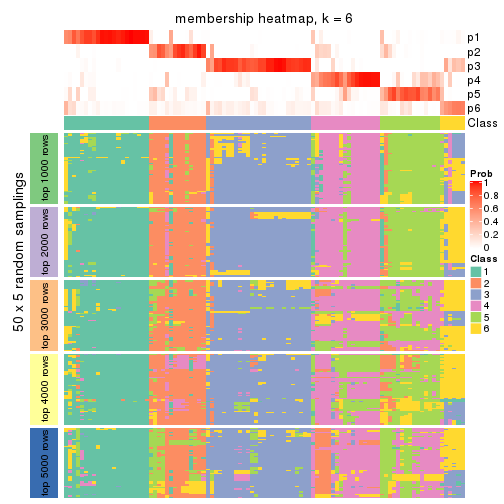 membership heatmap, k = 6
p1
p2
p3
p4
p5
p6
Class
50 x 5 random samplings
top 1000 rows
top 2000 rows
top 3000 rows
top 4000 rows
top 5000 rows
Prob
1
0.8
0.6
0.4
0.2
0
Class
1
2
3
4
5
6